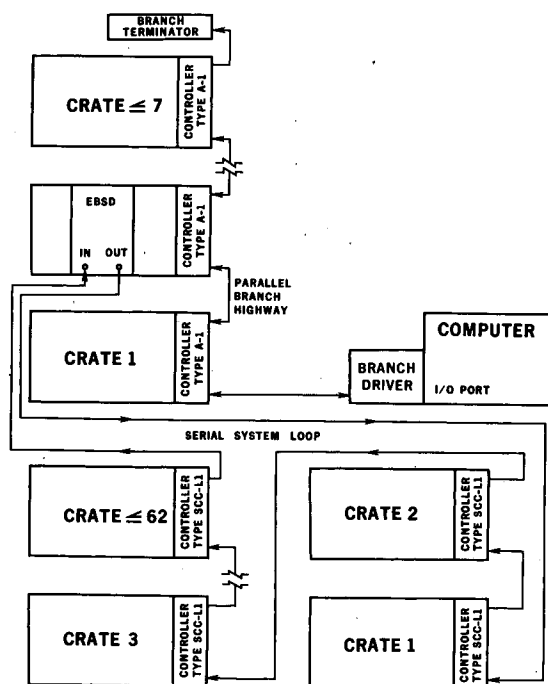 BRANCH
TERMINATOR
CRATE ≤ 7
CONTROLLER
TYPE A-1
EBSD
IN OUT
CONTROLLER
TYPE A-1
PARALLEL
BRANCH
HIGHWAY
CRATE 1
CONTROLLER
TYPE A-1
COMPUTER
BRANCH
DRIVER
I/O PORT
SERIAL SYSTEM LOOP
CRATE ≤ 62
CONTROLLER
TYPE SCC-L1
CRATE 2
CONTROLLER
TYPE SCC-L1
CRATE 3
CONTROLLER
TYPE SCC-L1
CRATE 1
CONTROLLER
TYPE SCC-L1